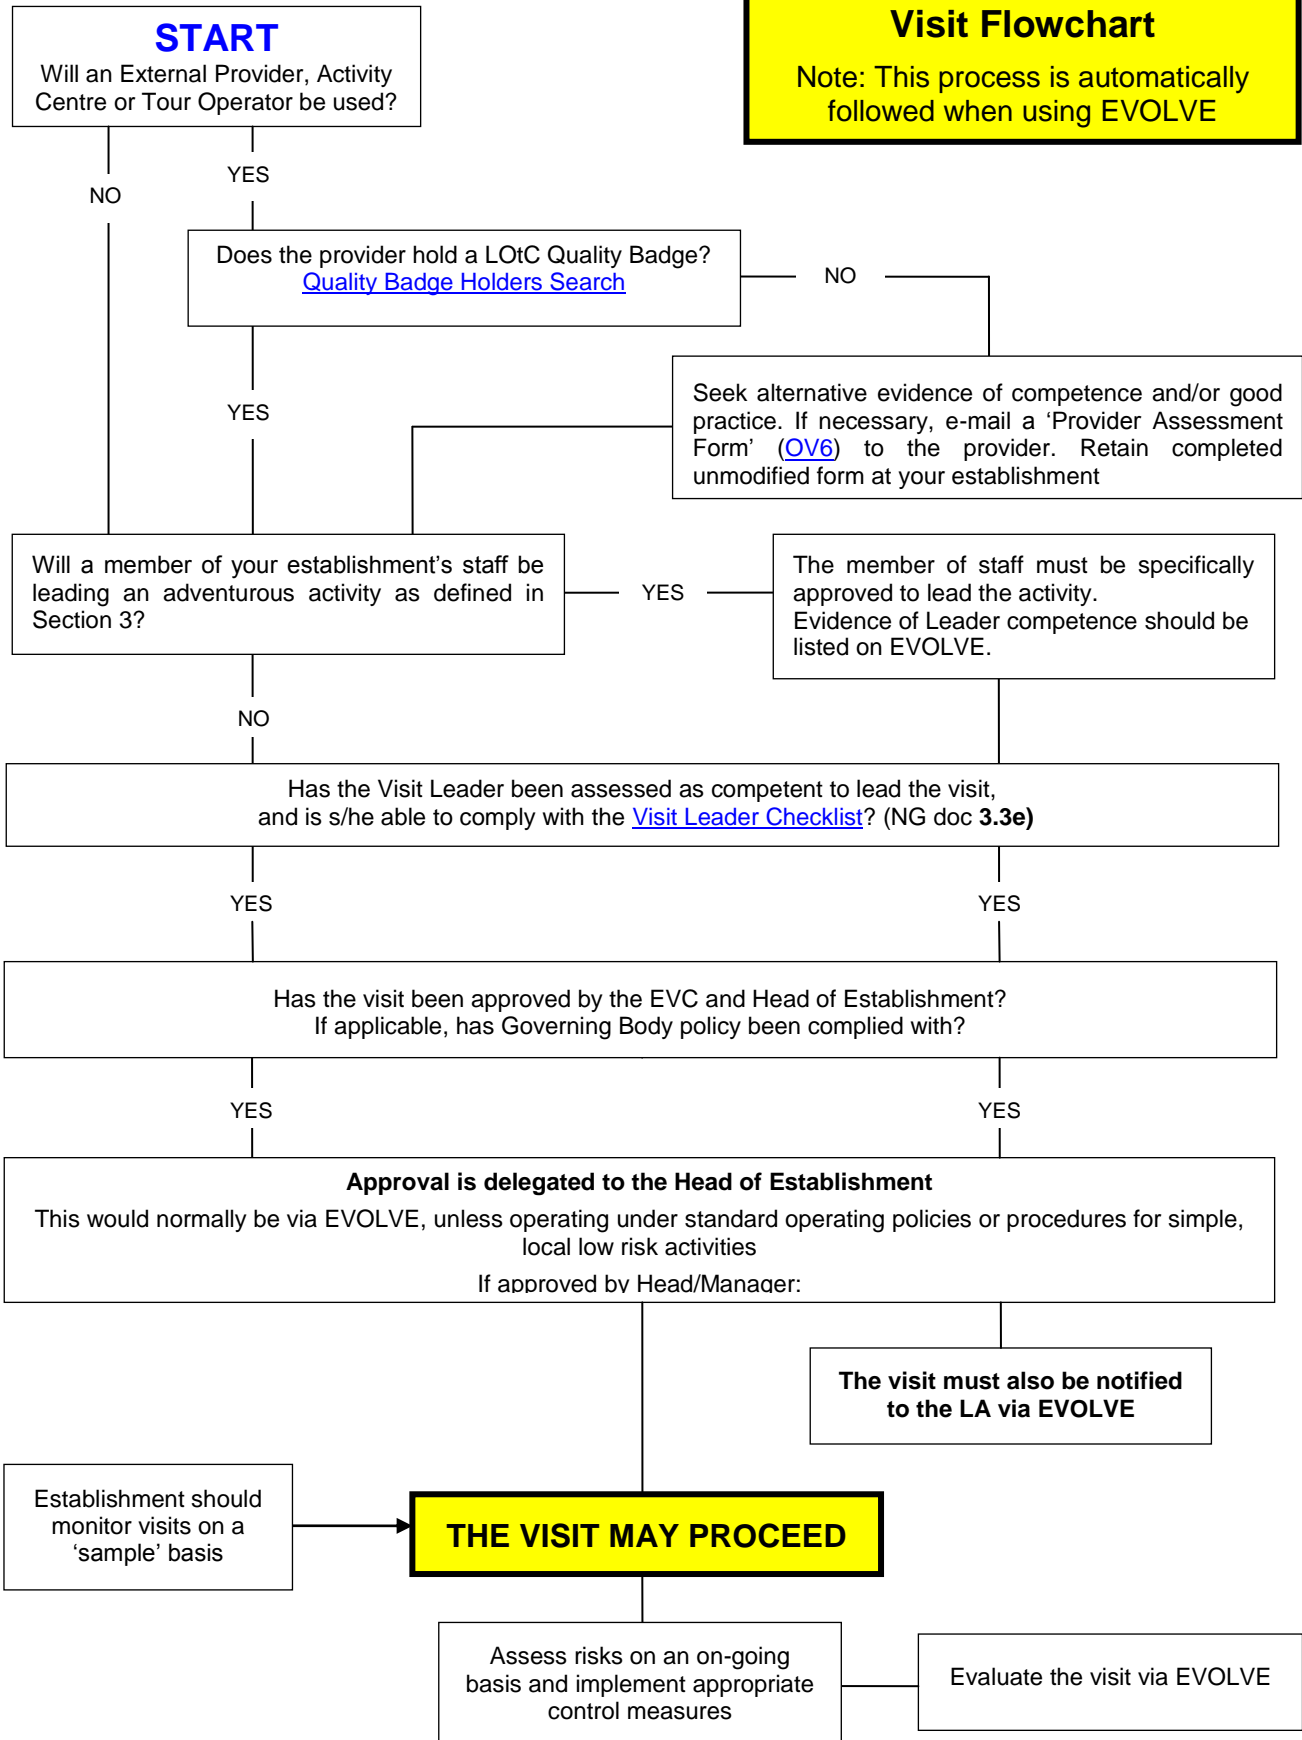 START
Will an External Provider, Activity
Centre or Tour Operator be used?
Visit Flowchart
Note: This process is automatically
followed when using EVOLVE
NO
YES
Does the provider hold a LOtC Quality Badge?
Quality Badge Holders Search
NO
YES
Seek alternative evidence of competence and/or good
practice. If necessary, e-mail a ‘Provider Assessment
Form’ (OV6) to the provider. Retain completed
unmodified form at your establishment
Will a member of your establishment’s staff be
leading an adventurous activity as defined in
Section 3?
YES
The member of staff must be specifically
approved to lead the activity.
Evidence of Leader competence should be
listed on EVOLVE.
NO
Has the Visit Leader been assessed as competent to lead the visit,
and is s/he able to comply with the Visit Leader Checklist? (NG doc 3.3e)
YES
YES
Has the visit been approved by the EVC and Head of Establishment?
If applicable, has Governing Body policy been complied with?
YES
YES
Approval is delegated to the Head of Establishment
This would normally be via EVOLVE, unless operating under standard operating policies or procedures for simple,
local low risk activities
If approved by Head/Manager:
The visit must also be notified
to the LA via EVOLVE
Establishment should
monitor visits on a
‘sample’ basis
THE VISIT MAY PROCEED
Assess risks on an on-going
basis and implement appropriate
control measures
Evaluate the visit via EVOLVE